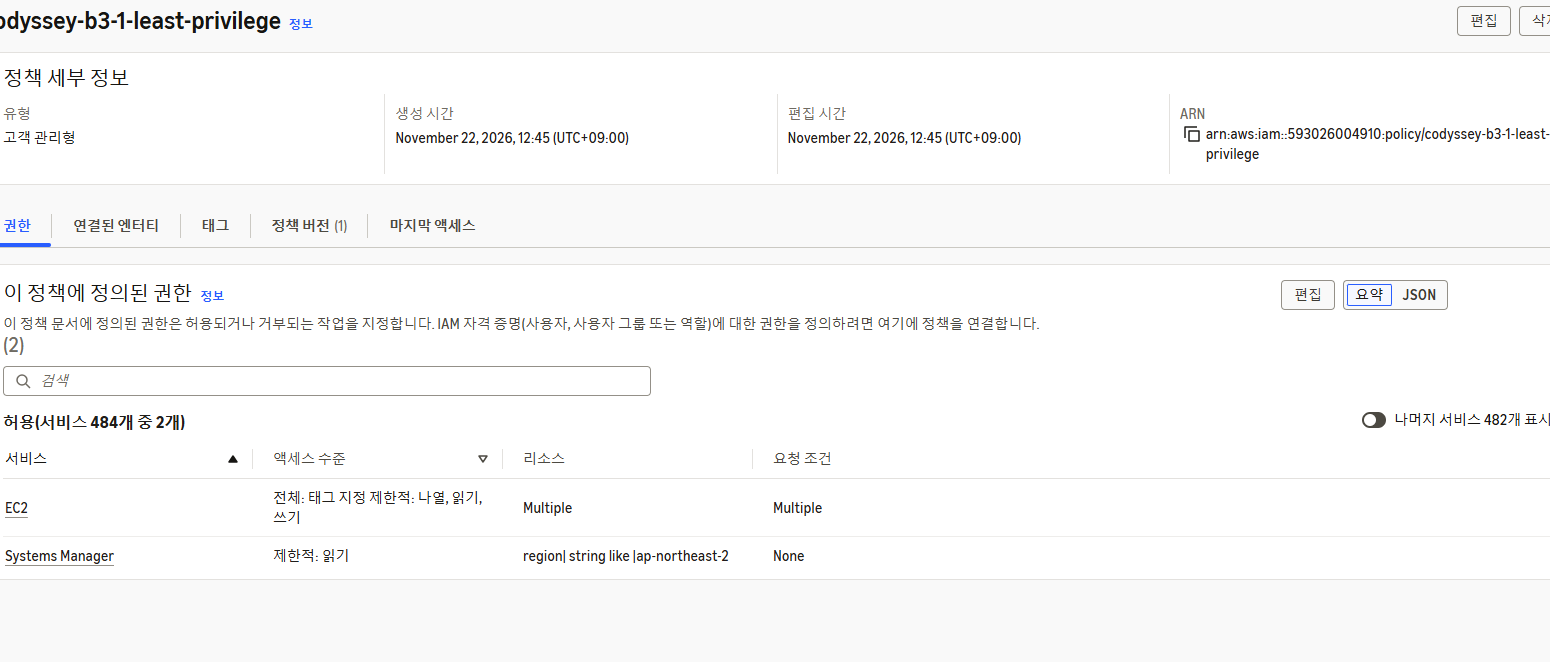 odyssey-b3-1-least-privilege 정보
편집
정책 세부 정보
유형
고객 관리형
생성 시간
November 22, 2026, 12:45 (UTC+09:00)
편집 시간
November 22, 2026, 12:45 (UTC+09:00)
ARN
arn:aws:iam::593026004910:policy/codyssey-b3-1-least-
privilege
권한
연결된 엔터티
태그
정책 버전 (1)
마지막 액세스
이 정책에 정의된 권한 정보
편집
요약
JSON
이 정책 문서에 정의된 권한은 허용되거나 거부되는 작업을 지정합니다. IAM 자격 증명(사용자, 사용자 그룹 또는 역할)에 대한 권한을 정의하려면 여기에 정책을 연결합니다.
(2)
검색
허용(서비스 484개 중 2개)
나머지 서비스 482개 표시
서비스
액세스 수준
리소스
요청 조건
EC2
전체: 태그 지정 제한적: 나열, 읽기,
쓰기
Multiple
Multiple
Systems Manager
제한적: 읽기
region| string like |ap-northeast-2
None